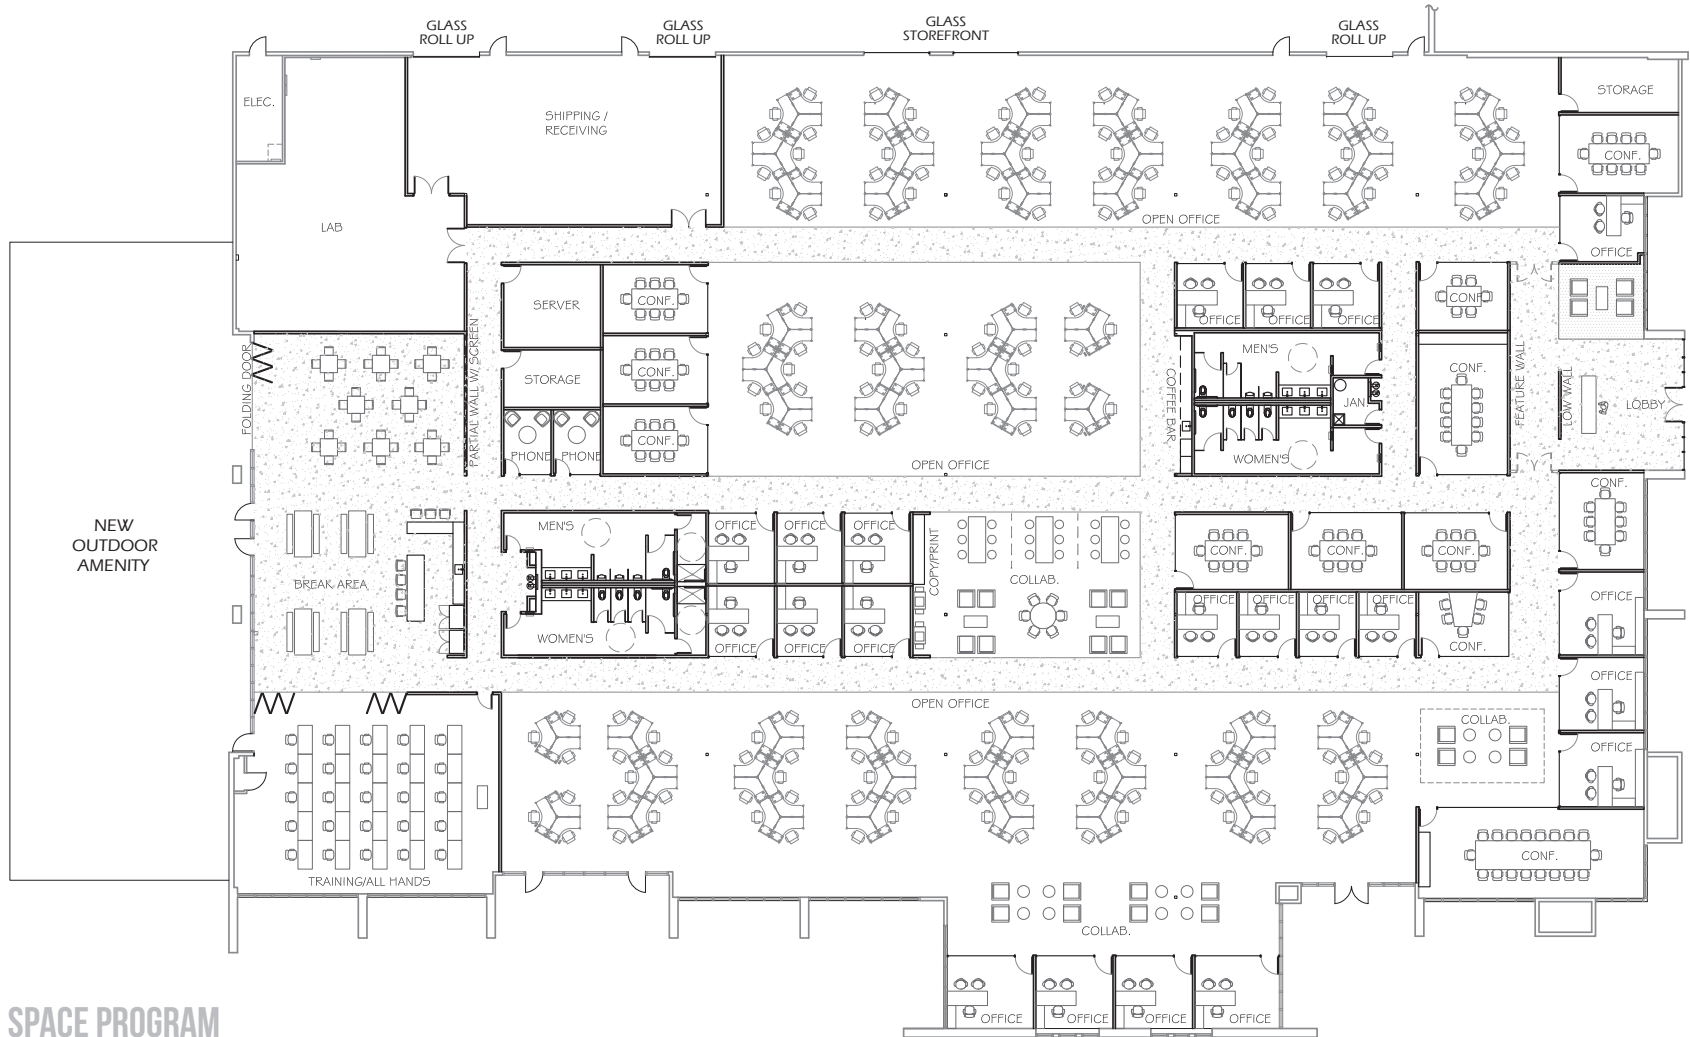 GLASS
ROLL UP
GLASS
ROLL UP
GLASS
STOREFRONT
GLASS
ROLL UP
ELEC.
SHIPPING /
RECEIVING
STORAGE
CONF.
LAB
OPEN OFFICE
OFFICE
SERVER
CONF.
OFFICE
OFFICE
OFFICE
CONF.
FOLDING DOOR
PARTIAL WALL W/ SCREEN
STORAGE
CONF.
COFFEE BAR
MEN'S
JAN.
CONF.
FEATURE WALL
LOW WALL
LOBBY
PHONE
PHONE
CONF.
OPEN OFFICE
WOMEN'S
CONF.
NEW
OUTDOOR
AMENITY
MEN'S
OFFICE
OFFICE
OFFICE
COPY/PRINT
COLLAB.
CONF.
CONF.
CONF.
BREAK AREA
OFFICE
OFFICE
OFFICE
OFFICE
OFFICE
WOMEN'S
OFFICE
OFFICE
OFFICE
CONF.
OFFICE
OPEN OFFICE
COLLAB.
OFFICE
TRAINING/ALL HANDS
CONF.
COLLAB.
OFFICE
OFFICE
OFFICE
OFFICE
SPACE PROGRAM